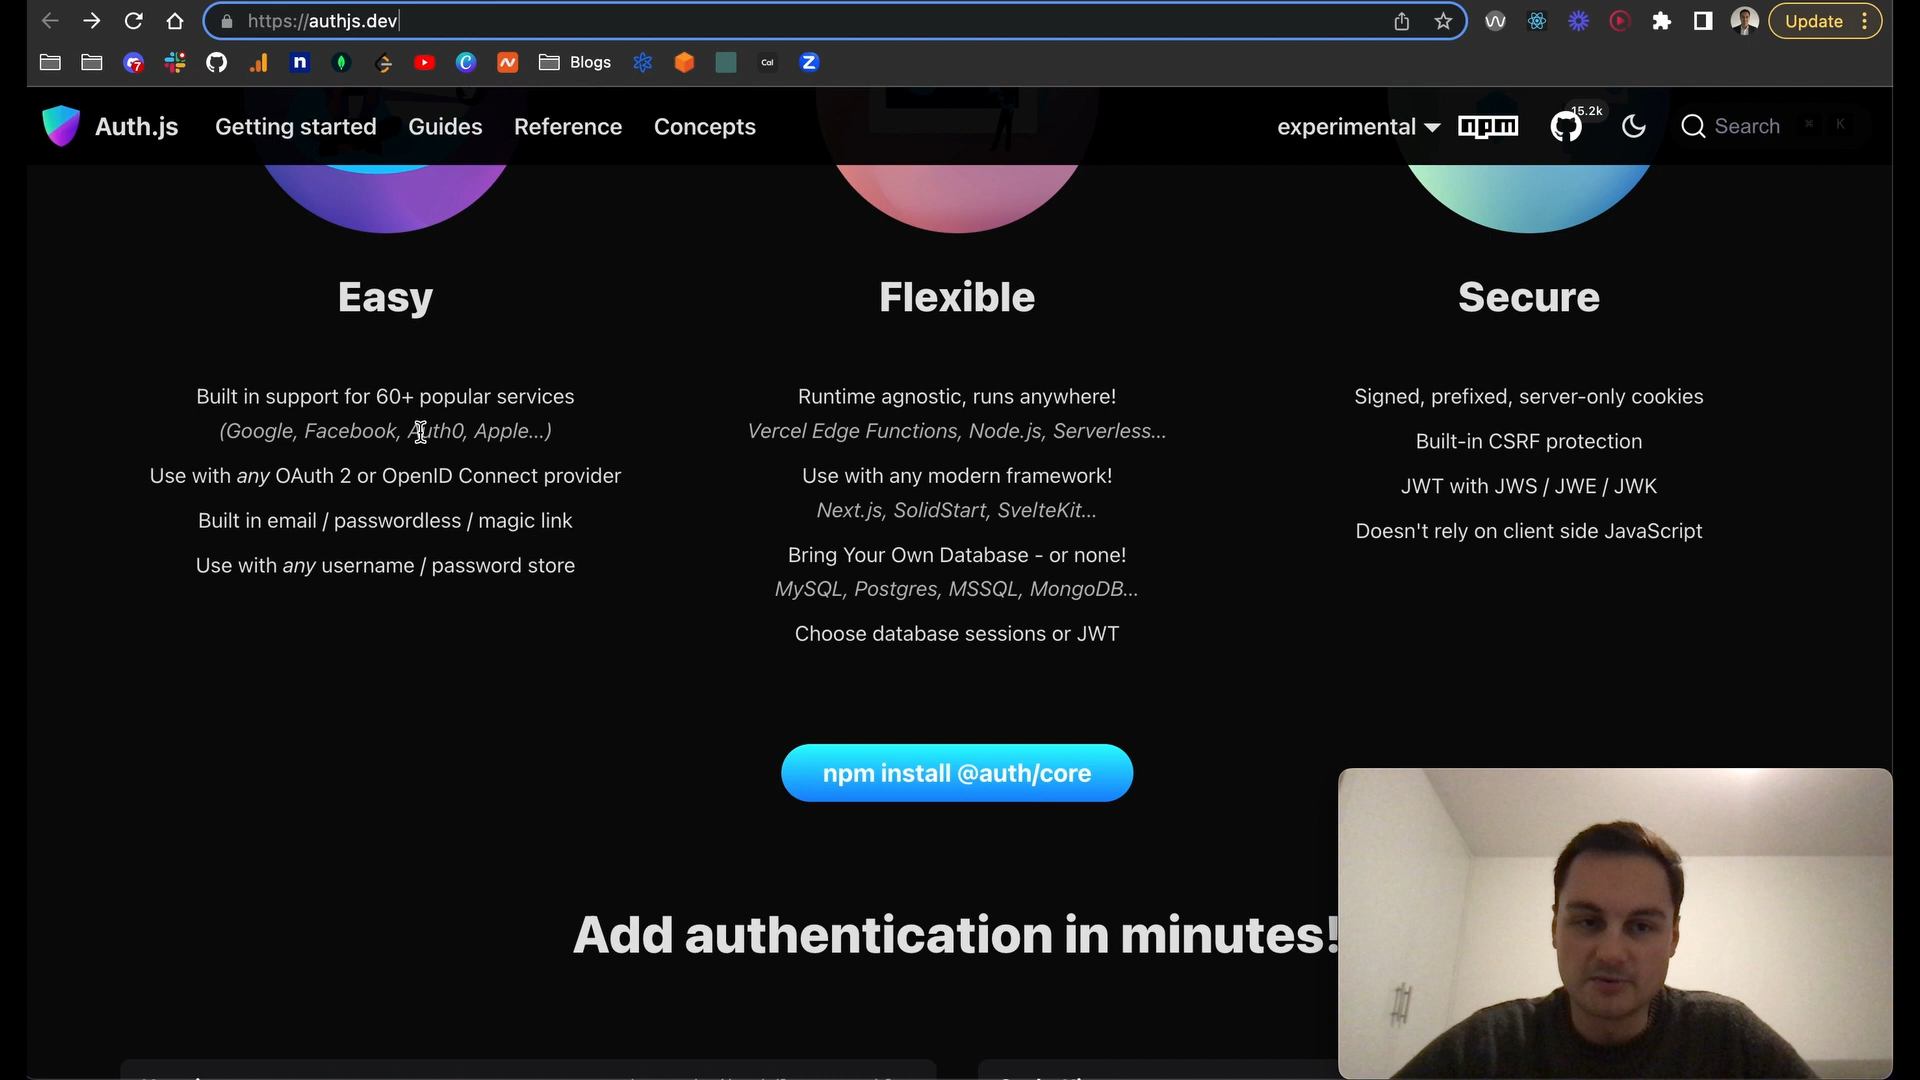 https://authjs.dev
Update
7
n
Blogs
Cal
Z
Auth.js
Getting started
Guides
Reference
Concepts
experimental
npm
15.2k
Search
K
Easy
Flexible
Secure
Built in support for 60+ popular services
(Google, Facebook, Auth0, Apple...)
Use with any OAuth 2 or OpenID Connect provider
Built in email / passwordless / magic link
Use with any username / password store
Runtime agnostic, runs anywhere!
Vercel Edge Functions, Node.js, Serverless...
Use with any modern framework!
Next.js, SolidStart, SvelteKit...
Bring Your Own Database - or none!
MySQL, Postgres, MSSQL, MongoDB...
Choose database sessions or JWT
Signed, prefixed, server-only cookies
Built-in CSRF protection
JWT with JWS / JWE / JWK
Doesn't rely on client side JavaScript
npm install @auth/core
Add authentication in minutes!